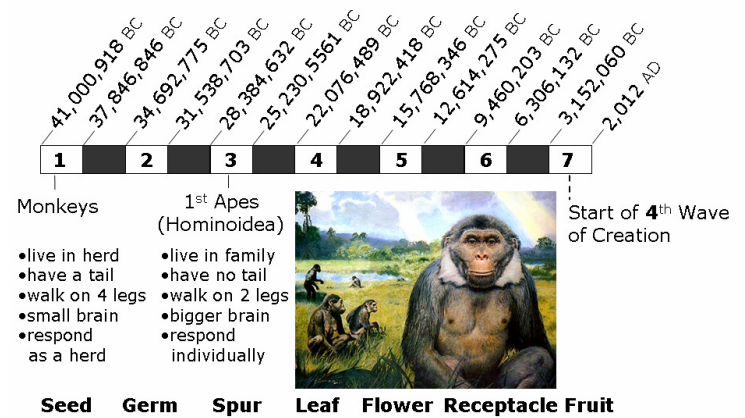 41,000,918 BC
37,846,846 BC
34,692,775 BC
31,538,703 BC
28,384,632 BC
25,230,5561 BC
22,076,489 BC
18,922,418 BC
15,768,346 BC
12,614,275 BC
9,460,203 BC
6,306,132 BC
3,152,060 BC
2,012 AD
1 2 3 4 5 6 7
Monkeys
•live in herd
•have a tail
•walk on 4 legs
•small brain
•respond
as a herd
1st Apes
(Hominoidea)
•live in family
•have no tail
•walk on 2 legs
•bigger brain
•respond
individually
Start of 4th Wave
of Creation
Seed Germ Spur Leaf Flower Receptacle Fruit